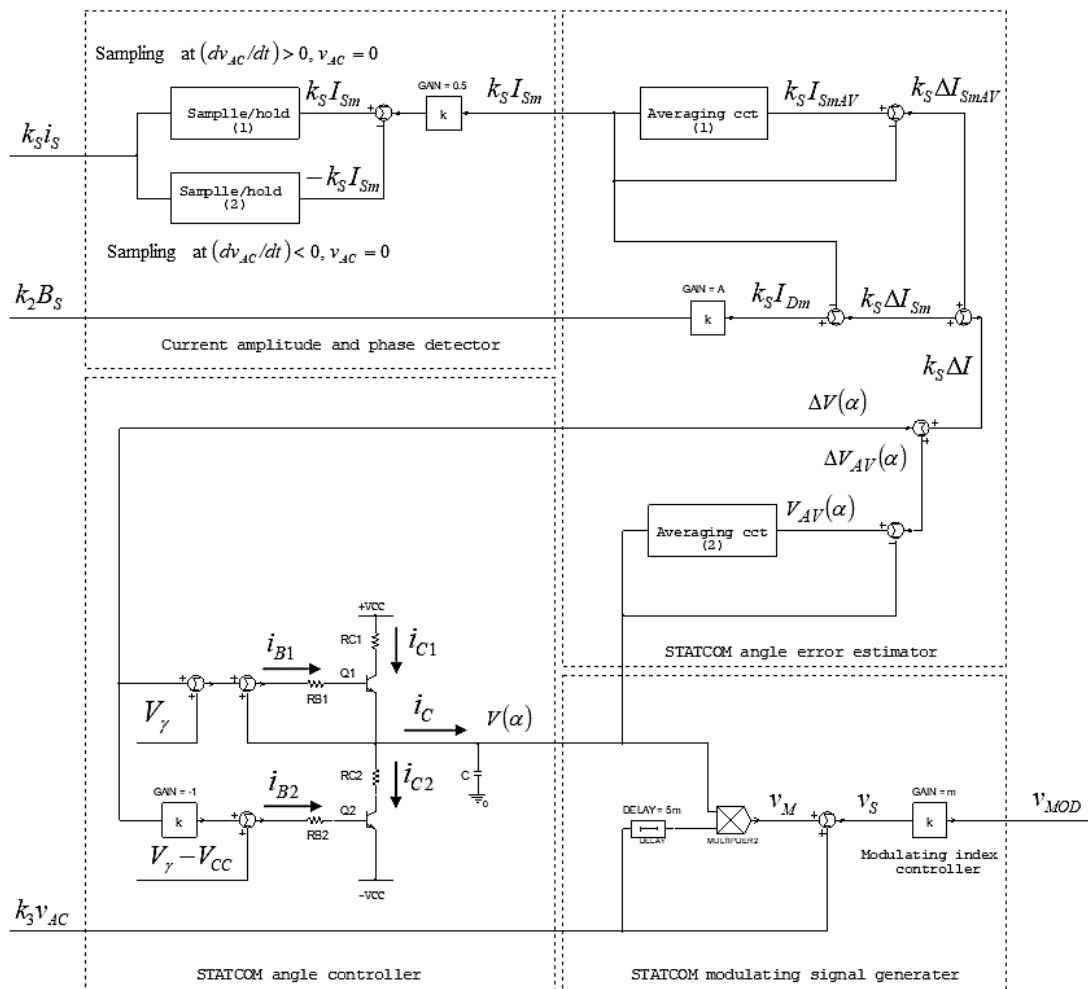 Sampling at (dv_AC/dt) > 0, v_AC = 0
k_S I_Sm
GAIN = 0.5
k
k_S I_Sm
Samplle/hold
(1)
k_S i_S
Samplle/hold
(2)
−k_S I_Sm
Sampling at (dv_AC/dt) < 0, v_AC = 0
k_2 B_S
Current amplitude and phase detector
Averaging cct
(1)
k_S I_SmAV
k_S ΔI_SmAV
GAIN = A
k
k_S I_Dm
k_S ΔI_Sm
k_S ΔI
ΔV(α)
ΔV_AV(α)
Averaging cct
(2)
V_AV(α)
STATCOM angle error estimator
+VCC
RC1
i_C1
i_B1
Q1
RB1
V_γ
i_C
V(α)
C
0
RC2
i_C2
GAIN = -1
k
i_B2
Q2
RB2
V_γ − V_CC
−VCC
k_3 v_AC
STATCOM angle controller
DELAY= 5m
DELAY
MULTIPLIER2
v_M
v_S
GAIN = m
k
v_MOD
Modulating index
controller
STATCOM modulating signal generater